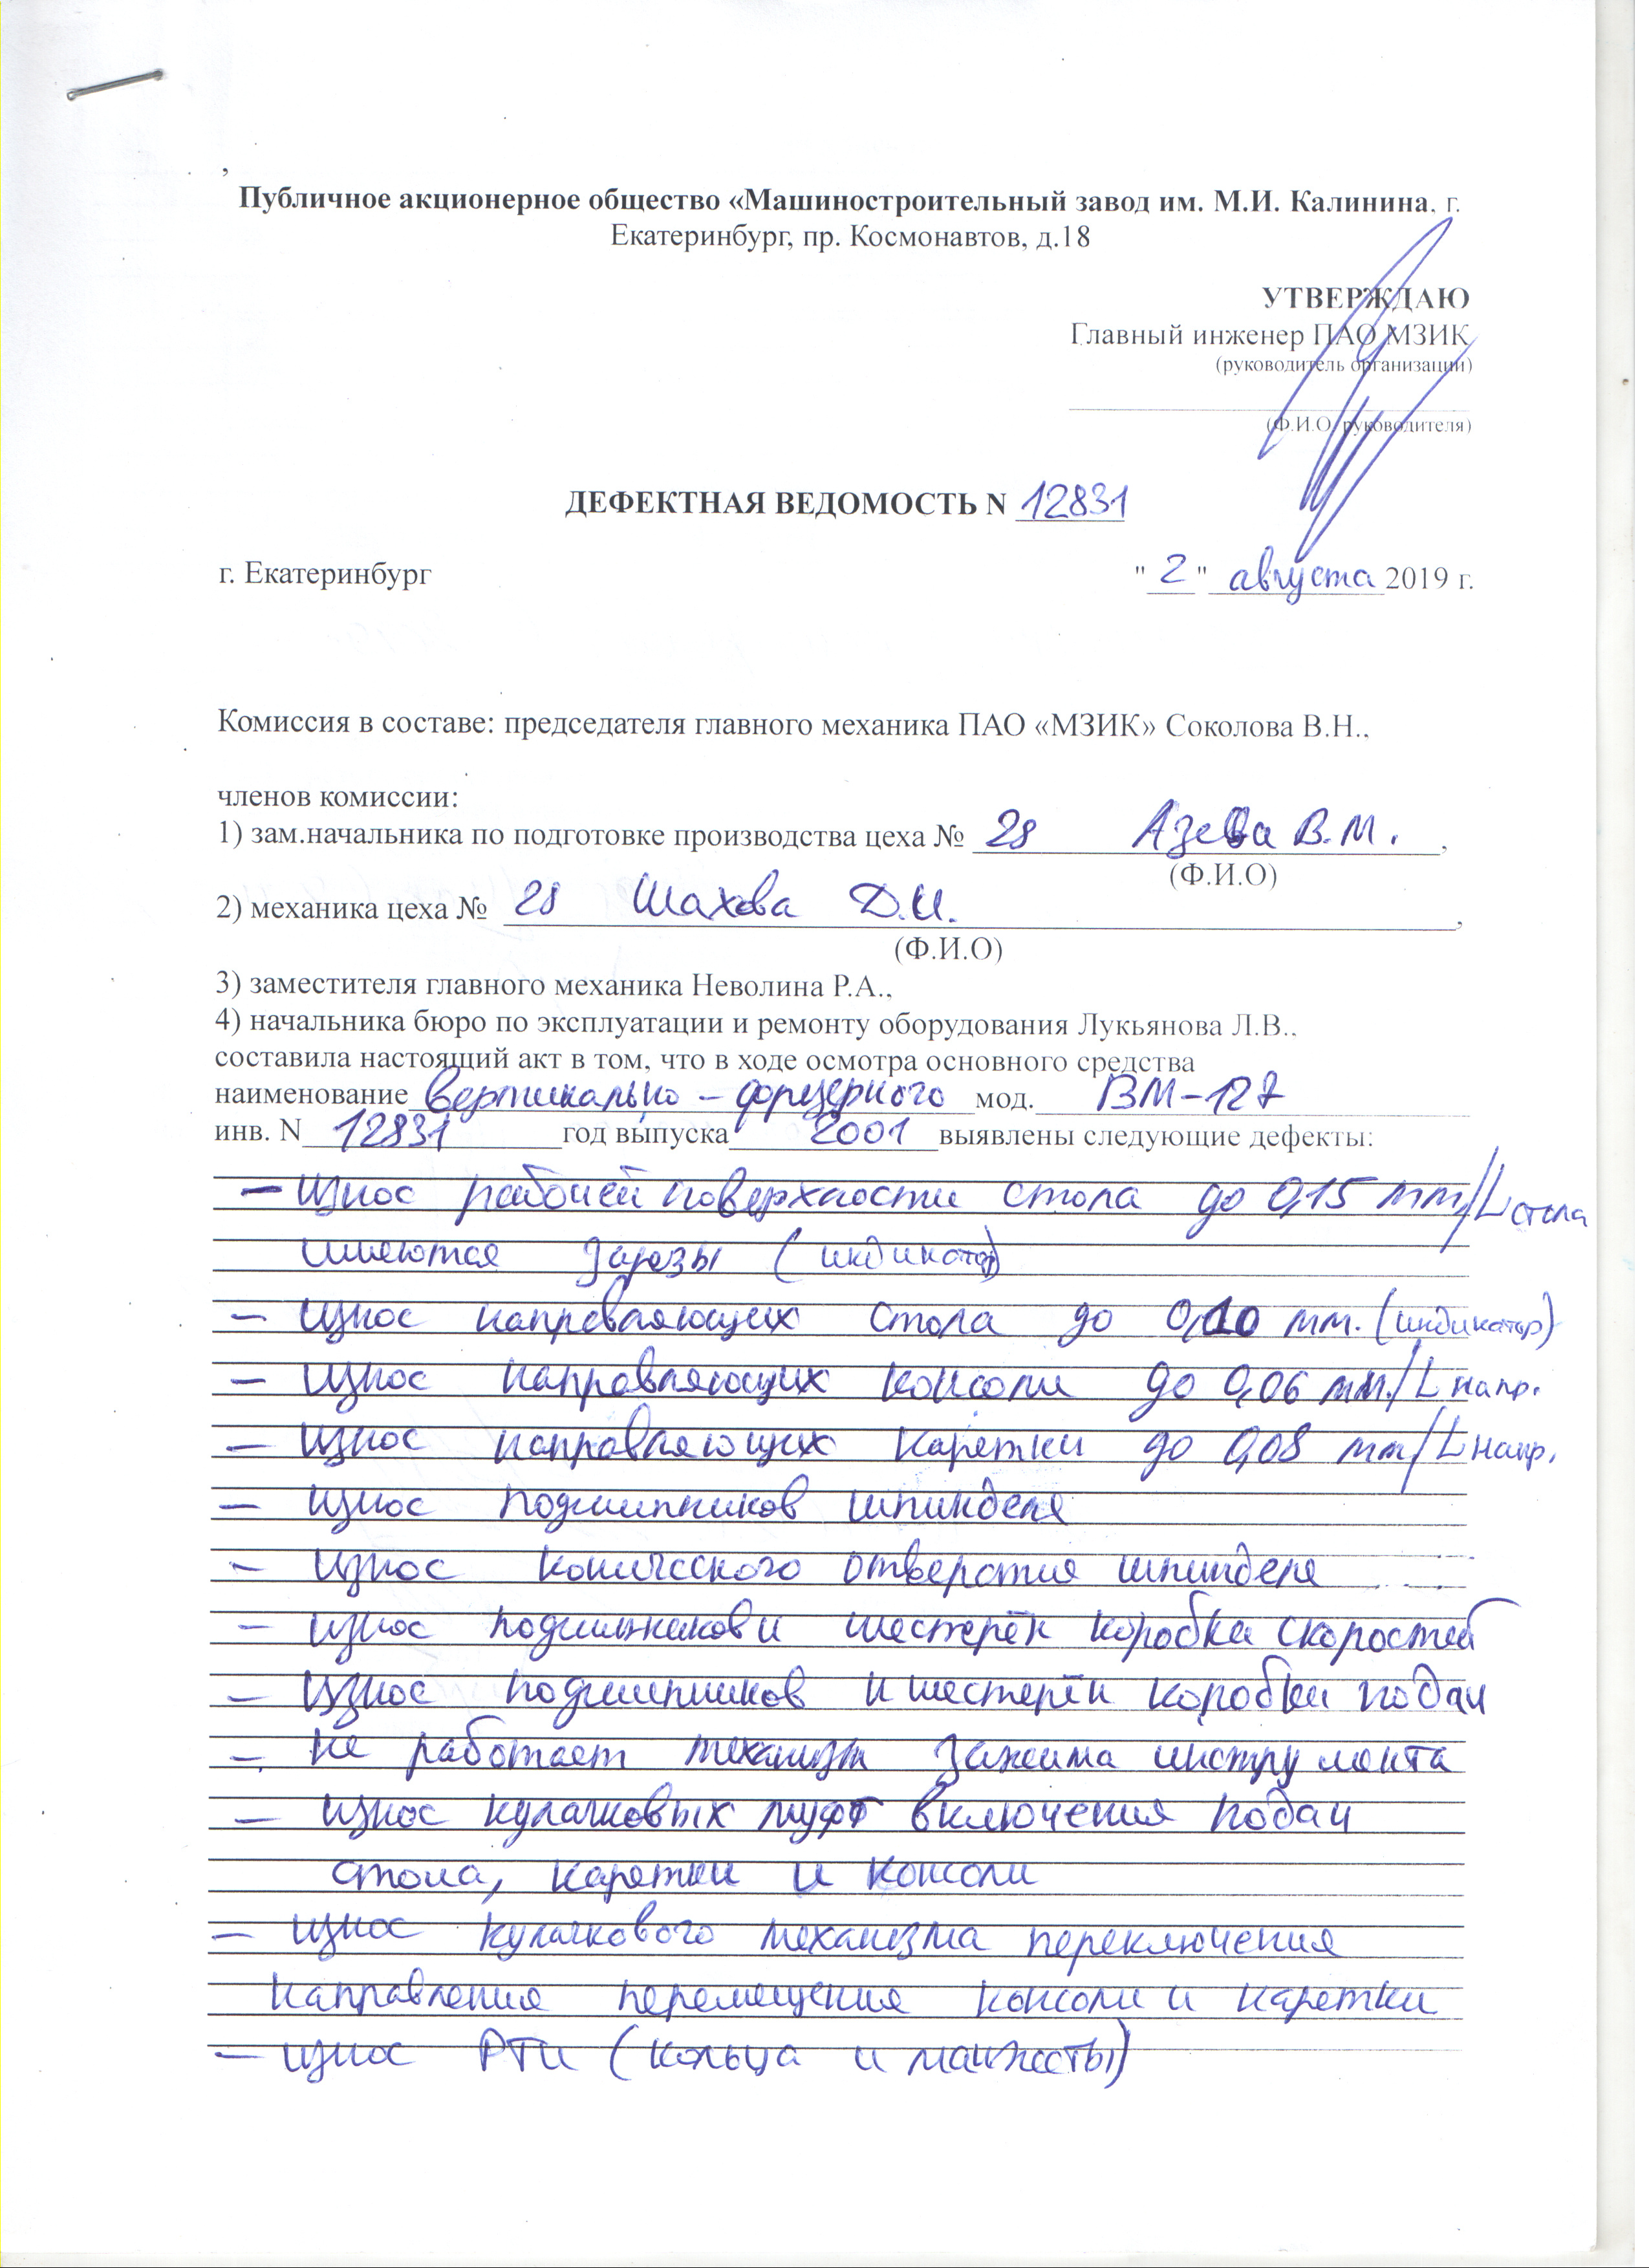 Публичное акционерное общество «Машиностроительный завод им. М.И. Калинина, г.
Екатеринбург, пр. Космонавтов, д.18
УТВЕРЖДАЮ
Главный инженер ПАО МЗИК
(руководитель организации)
(Ф.И.О. руководителя)
ДЕФЕКТНАЯ ВЕДОМОСТЬ N 12831
г. Екатеринбург "2" августа 2019 г.
Комиссия в составе: председателя главного механика ПАО «МЗИК» Соколова В.Н.,
членов комиссии:
1) зам.начальника по подготовке производства цеха № 28 Азева В.М.,
(Ф.И.О)
2) механика цеха № 28 Шахова Д.И.,
(Ф.И.О)
3) заместителя главного механика Неволина Р.А.,
4) начальника бюро по эксплуатации и ремонту оборудования Лукьянова Л.В.,
составила настоящий акт в том, что в ходе осмотра основного средства
наименование вертикально - фрезерного мод. ВМ-127
инв. N 12831 год выпуска 2001 выявлены следующие дефекты:
- Износ рабочей поверхности стола до 0,15 мм/L стола
имеются зарезы (индикатор)
- Износ направляющих стола до 0,10 мм. (индикатор)
- Износ направляющих консоли до 0,06 мм./L напр.
- Износ направляющих каретки до 0,08 мм/L напр.
- износ подшипников шпинделя
- износ конического отверстия шпинделя
- износ подшипников и шестерён коробка скоростей
- износ подшипников и шестерён коробки подач
- не работает механизм зажима инструмента
- износ кулачковых муфт включения подач
стола, каретки и консоли
- износ кулачкового механизма переключения
направления перемещения консоли и каретки
- износ РТИ (кольца и манжеты)